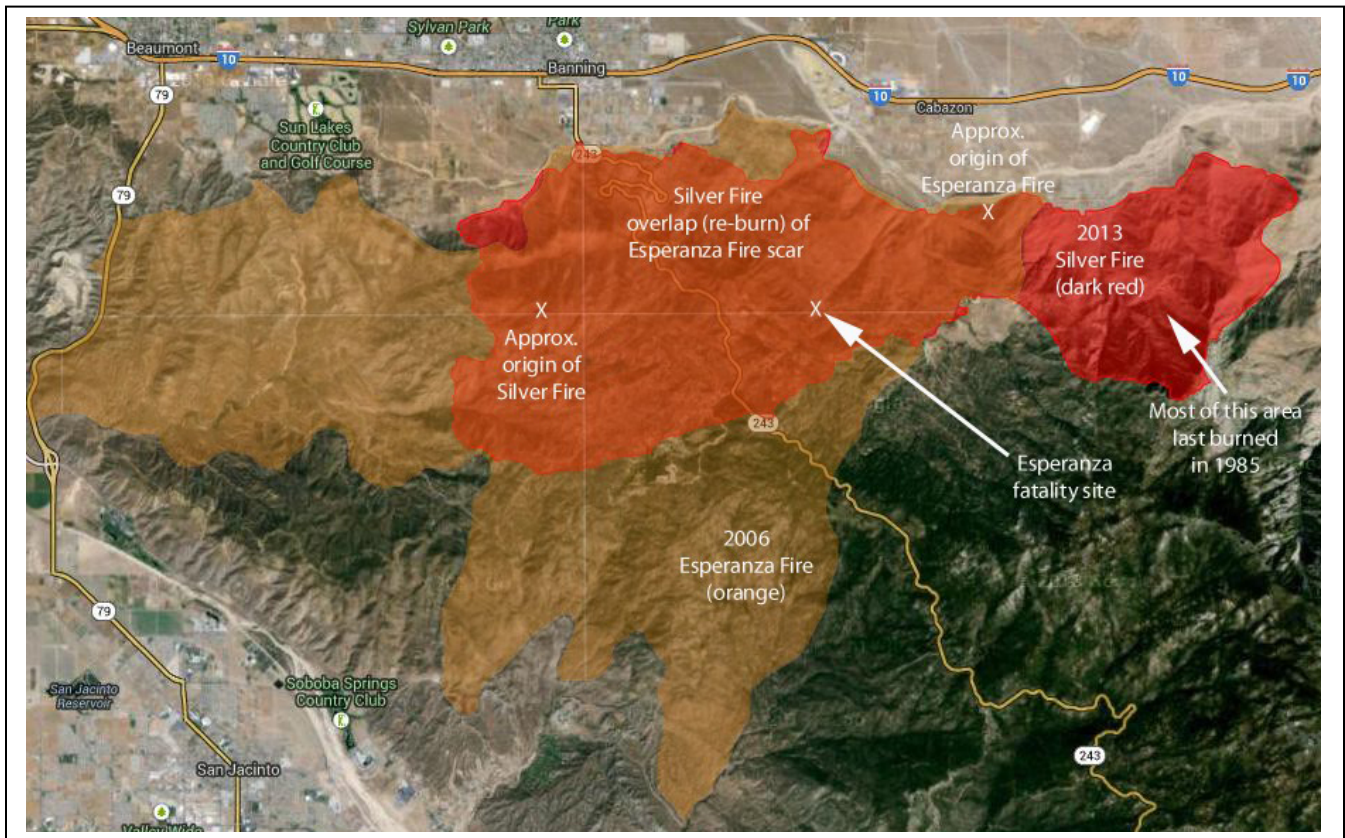 Sylvan Park
Park
Beaumont
10
Banning
79
10
10
10
Cabazon
Sun Lakes
Country Club
and Golf Course
Approx.
origin of
Esperanza Fire
X
243
79
Silver Fire
overlap (re-burn) of
Esperanza Fire scar
2013
Silver Fire
(dark red)
X
Approx.
origin of
Silver Fire
X
Most of this area
last burned
in 1985
243
Esperanza
fatality site
2006
Esperanza Fire
(orange)
79
Soboba Springs
Country Club
San Jacinto
Reservoir
San Jacinto
243
Valley Wide